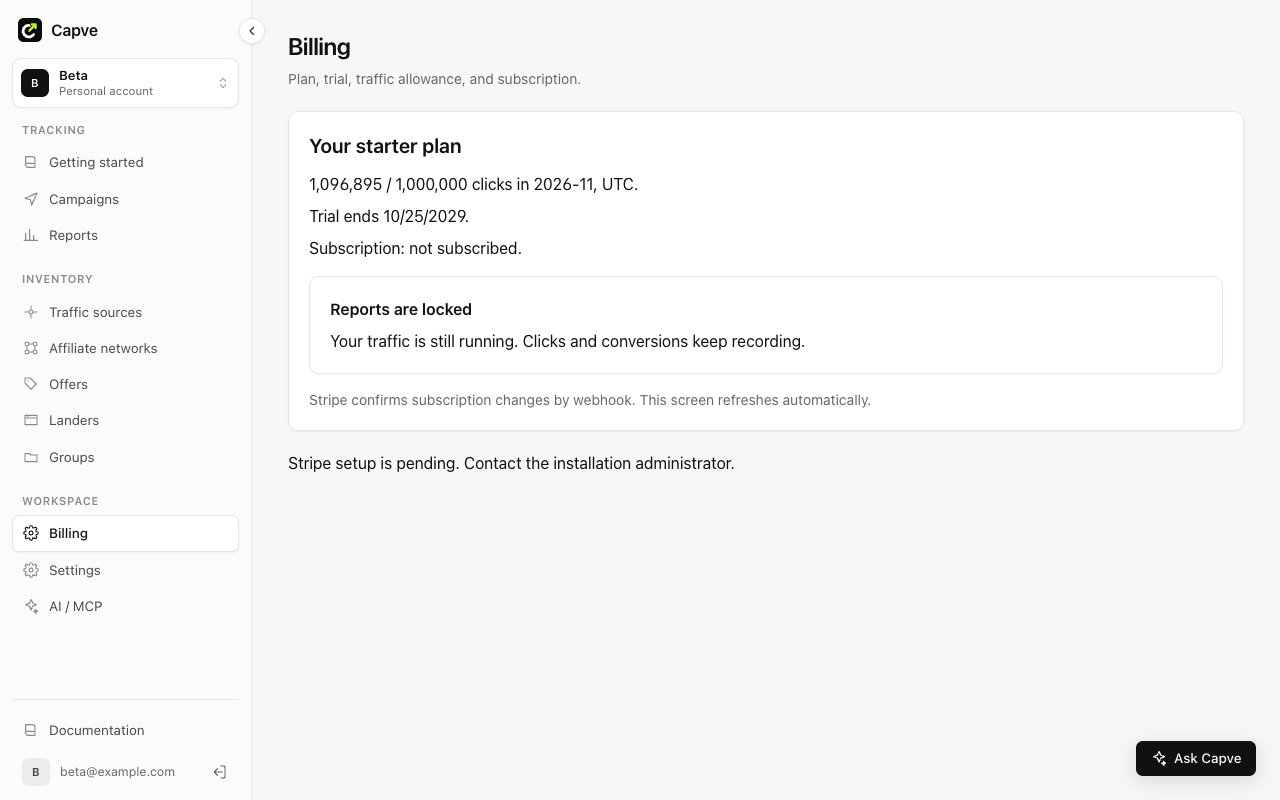 Capve
B
Beta
Personal account
TRACKING
Getting started
Campaigns
Reports
INVENTORY
Traffic sources
Affiliate networks
Offers
Landers
Groups
WORKSPACE
Billing
Settings
AI / MCP
Documentation
B
beta@example.com
Billing
Plan, trial, traffic allowance, and subscription.
Your starter plan
1,096,895 / 1,000,000 clicks in 2026-11, UTC.
Trial ends 10/25/2029.
Subscription: not subscribed.
Reports are locked
Your traffic is still running. Clicks and conversions keep recording.
Stripe confirms subscription changes by webhook. This screen refreshes automatically.
Stripe setup is pending. Contact the installation administrator.
Ask Capve